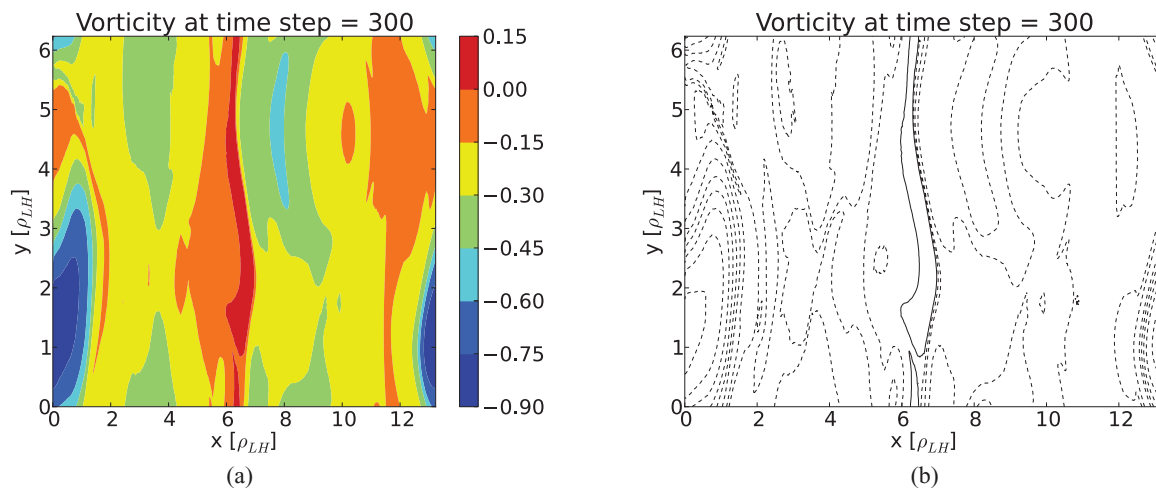 Vorticity at time step = 300
6
5
4
3
2
1
0
y [ρLH]
0 2 4 6 8 10 12
x [ρLH]
0.15
0.00
−0.15
−0.30
−0.45
−0.60
−0.75
−0.90
(a)
Vorticity at time step = 300
6
5
4
3
2
1
0
y [ρLH]
0 2 4 6 8 10 12
x [ρLH]
(b)